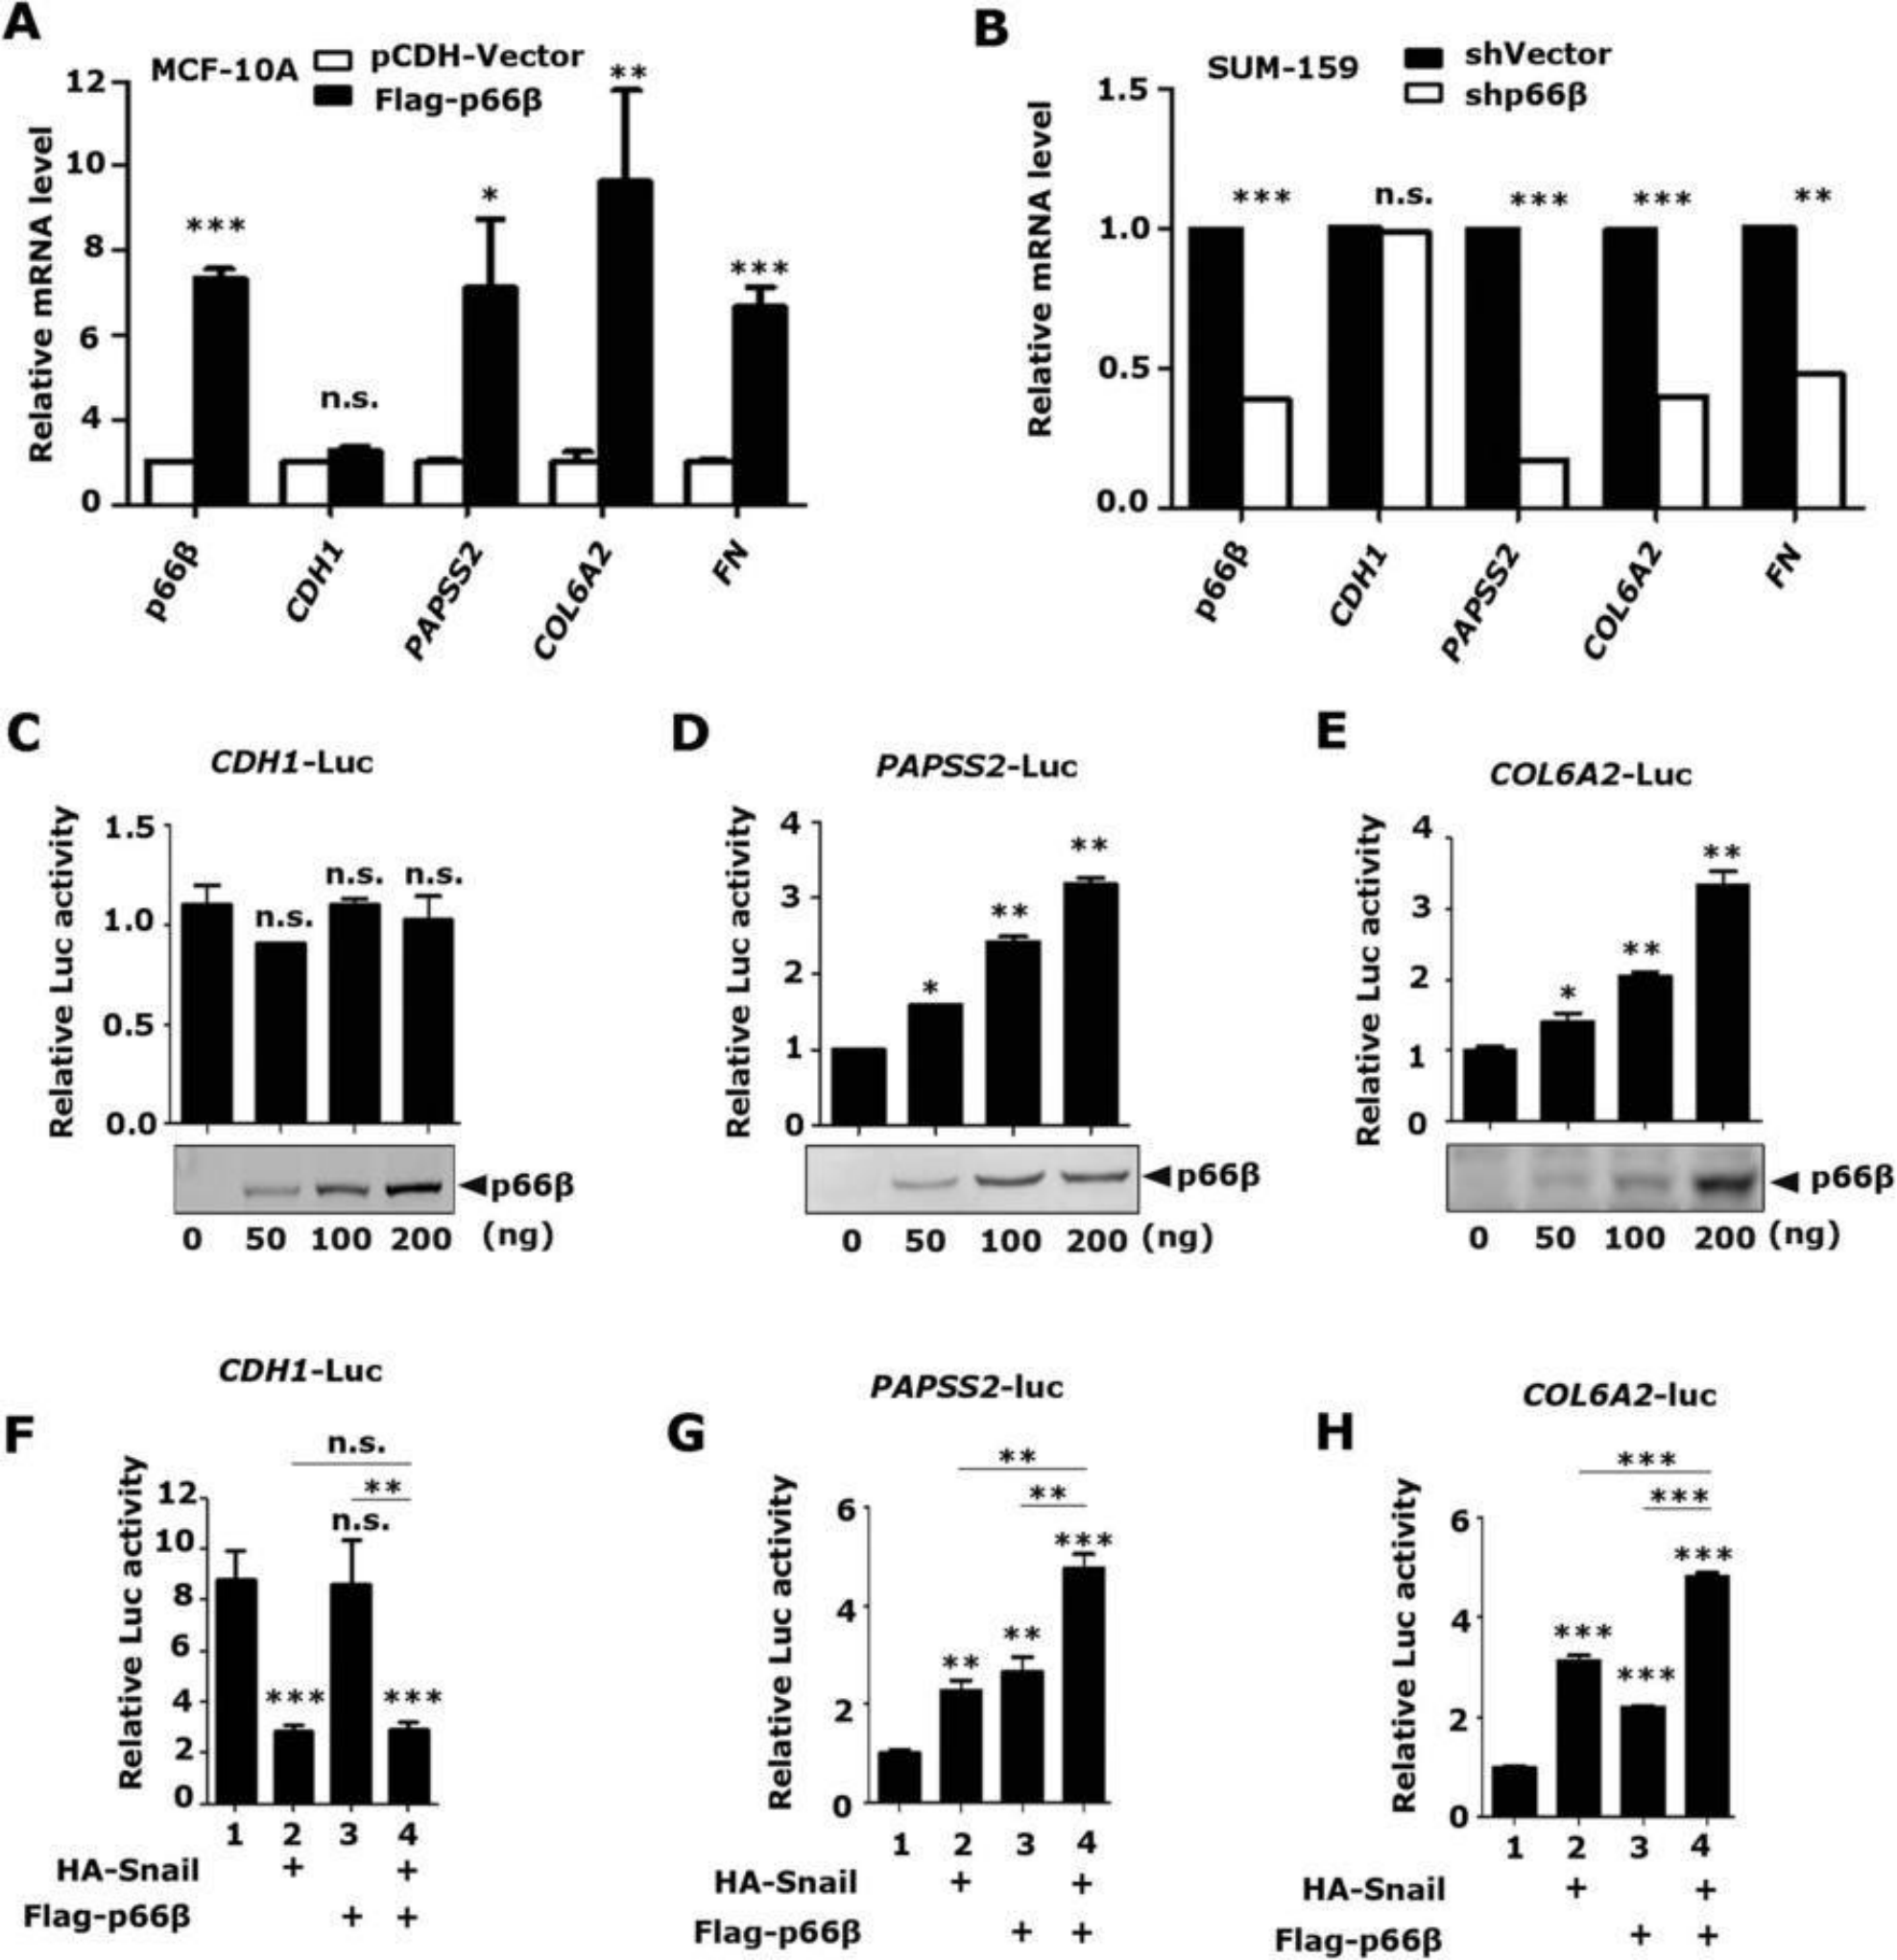 A
MCF-10A
pCDH-Vector
Flag-p66β
Relative mRNA level
12
10
8
6
4
0
***
n.s.
*
**
***
p66β
CDH1
PAPSS2
COL6A2
FN
B
SUM-159
shVector
shp66β
Relative mRNA level
1.5
1.0
0.5
0.0
***
n.s.
***
***
**
p66β
CDH1
PAPSS2
COL6A2
FN
C
CDH1-Luc
Relative Luc activity
1.5
1.0
0.5
0.0
n.s.
n.s.
n.s.
p66β
0 50 100 200 (ng)
D
PAPSS2-Luc
Relative Luc activity
4
3
2
1
0
*
**
**
p66β
0 50 100 200 (ng)
E
COL6A2-Luc
Relative Luc activity
4
3
2
1
0
*
**
**
p66β
0 50 100 200 (ng)
F
CDH1-Luc
Relative Luc activity
12
10
8
6
4
2
0
n.s.
**
n.s.
***
***
1 2 3 4
HA-Snail + +
Flag-p66β + +
G
PAPSS2-luc
Relative Luc activity
6
4
2
0
**
**
***
**
**
1 2 3 4
HA-Snail + +
Flag-p66β + +
H
COL6A2-luc
Relative Luc activity
6
4
2
0
***
***
***
***
***
1 2 3 4
HA-Snail + +
Flag-p66β + +